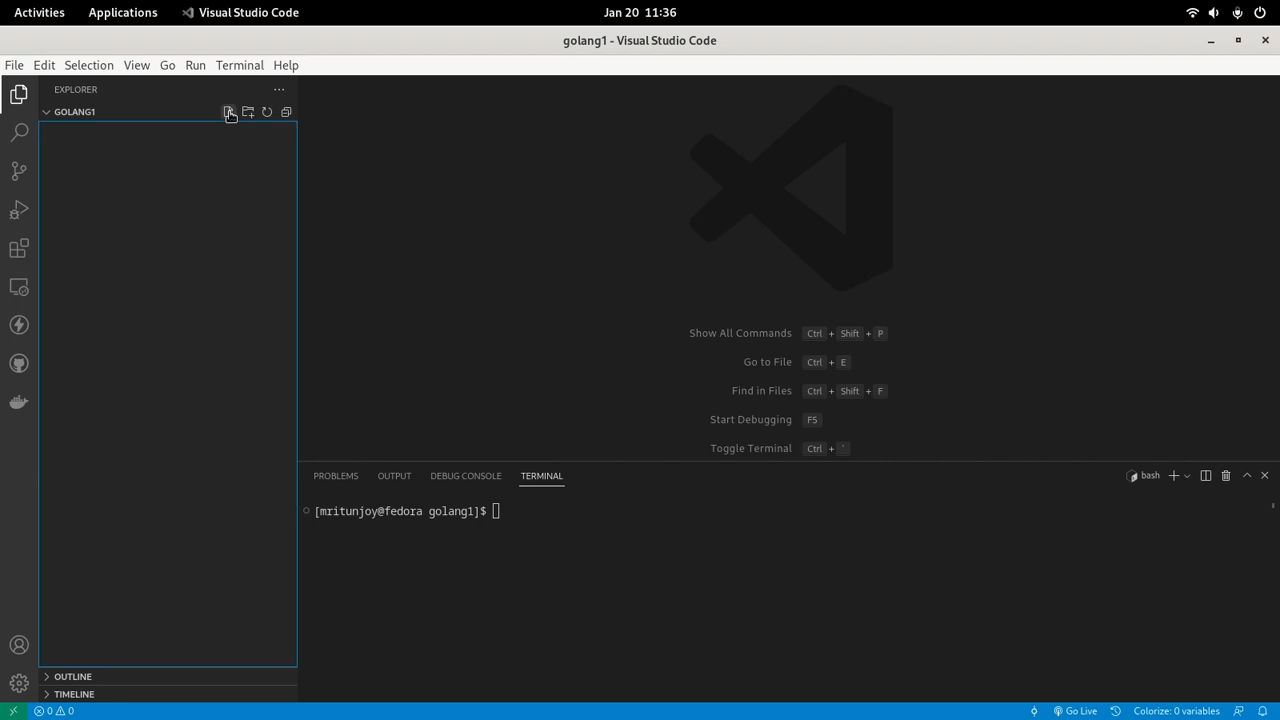 Activities Applications Visual Studio Code Jan 20 11:36
golang1 - Visual Studio Code
File Edit Selection View Go Run Terminal Help
EXPLORER
GOLANG1
Show All Commands Ctrl + Shift + P
Go to File Ctrl + E
Find in Files Ctrl + Shift + F
Start Debugging F5
Toggle Terminal Ctrl + `
PROBLEMS OUTPUT DEBUG CONSOLE TERMINAL bash
[mritunjoy@fedora golang1]$
OUTLINE
TIMELINE
0 0 Go Live Colorize: 0 variables